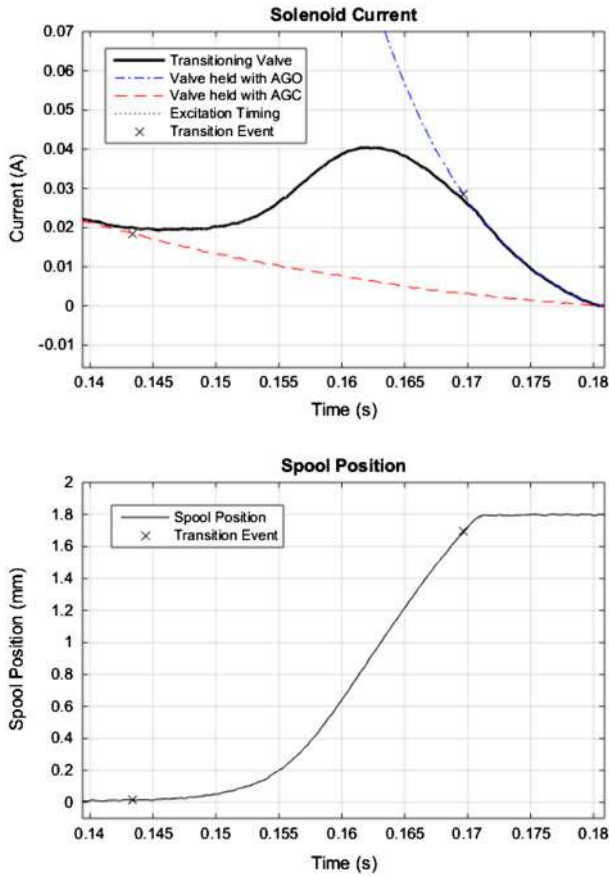 Solenoid Current
0.07
0.06
0.05
0.04
0.03
0.02
0.01
0
-0.01
Current (A)
Transitioning Valve
Valve held with AGO
Valve held with AGC
Excitation Timing
Transition Event
0.14 0.145 0.15 0.155 0.16 0.165 0.17 0.175 0.18
Time (s)
Spool Position
2
1.8
1.6
1.4
1.2
1
0.8
0.6
0.4
0.2
0
Spool Position (mm)
Spool Position
Transition Event
0.14 0.145 0.15 0.155 0.16 0.165 0.17 0.175 0.18
Time (s)